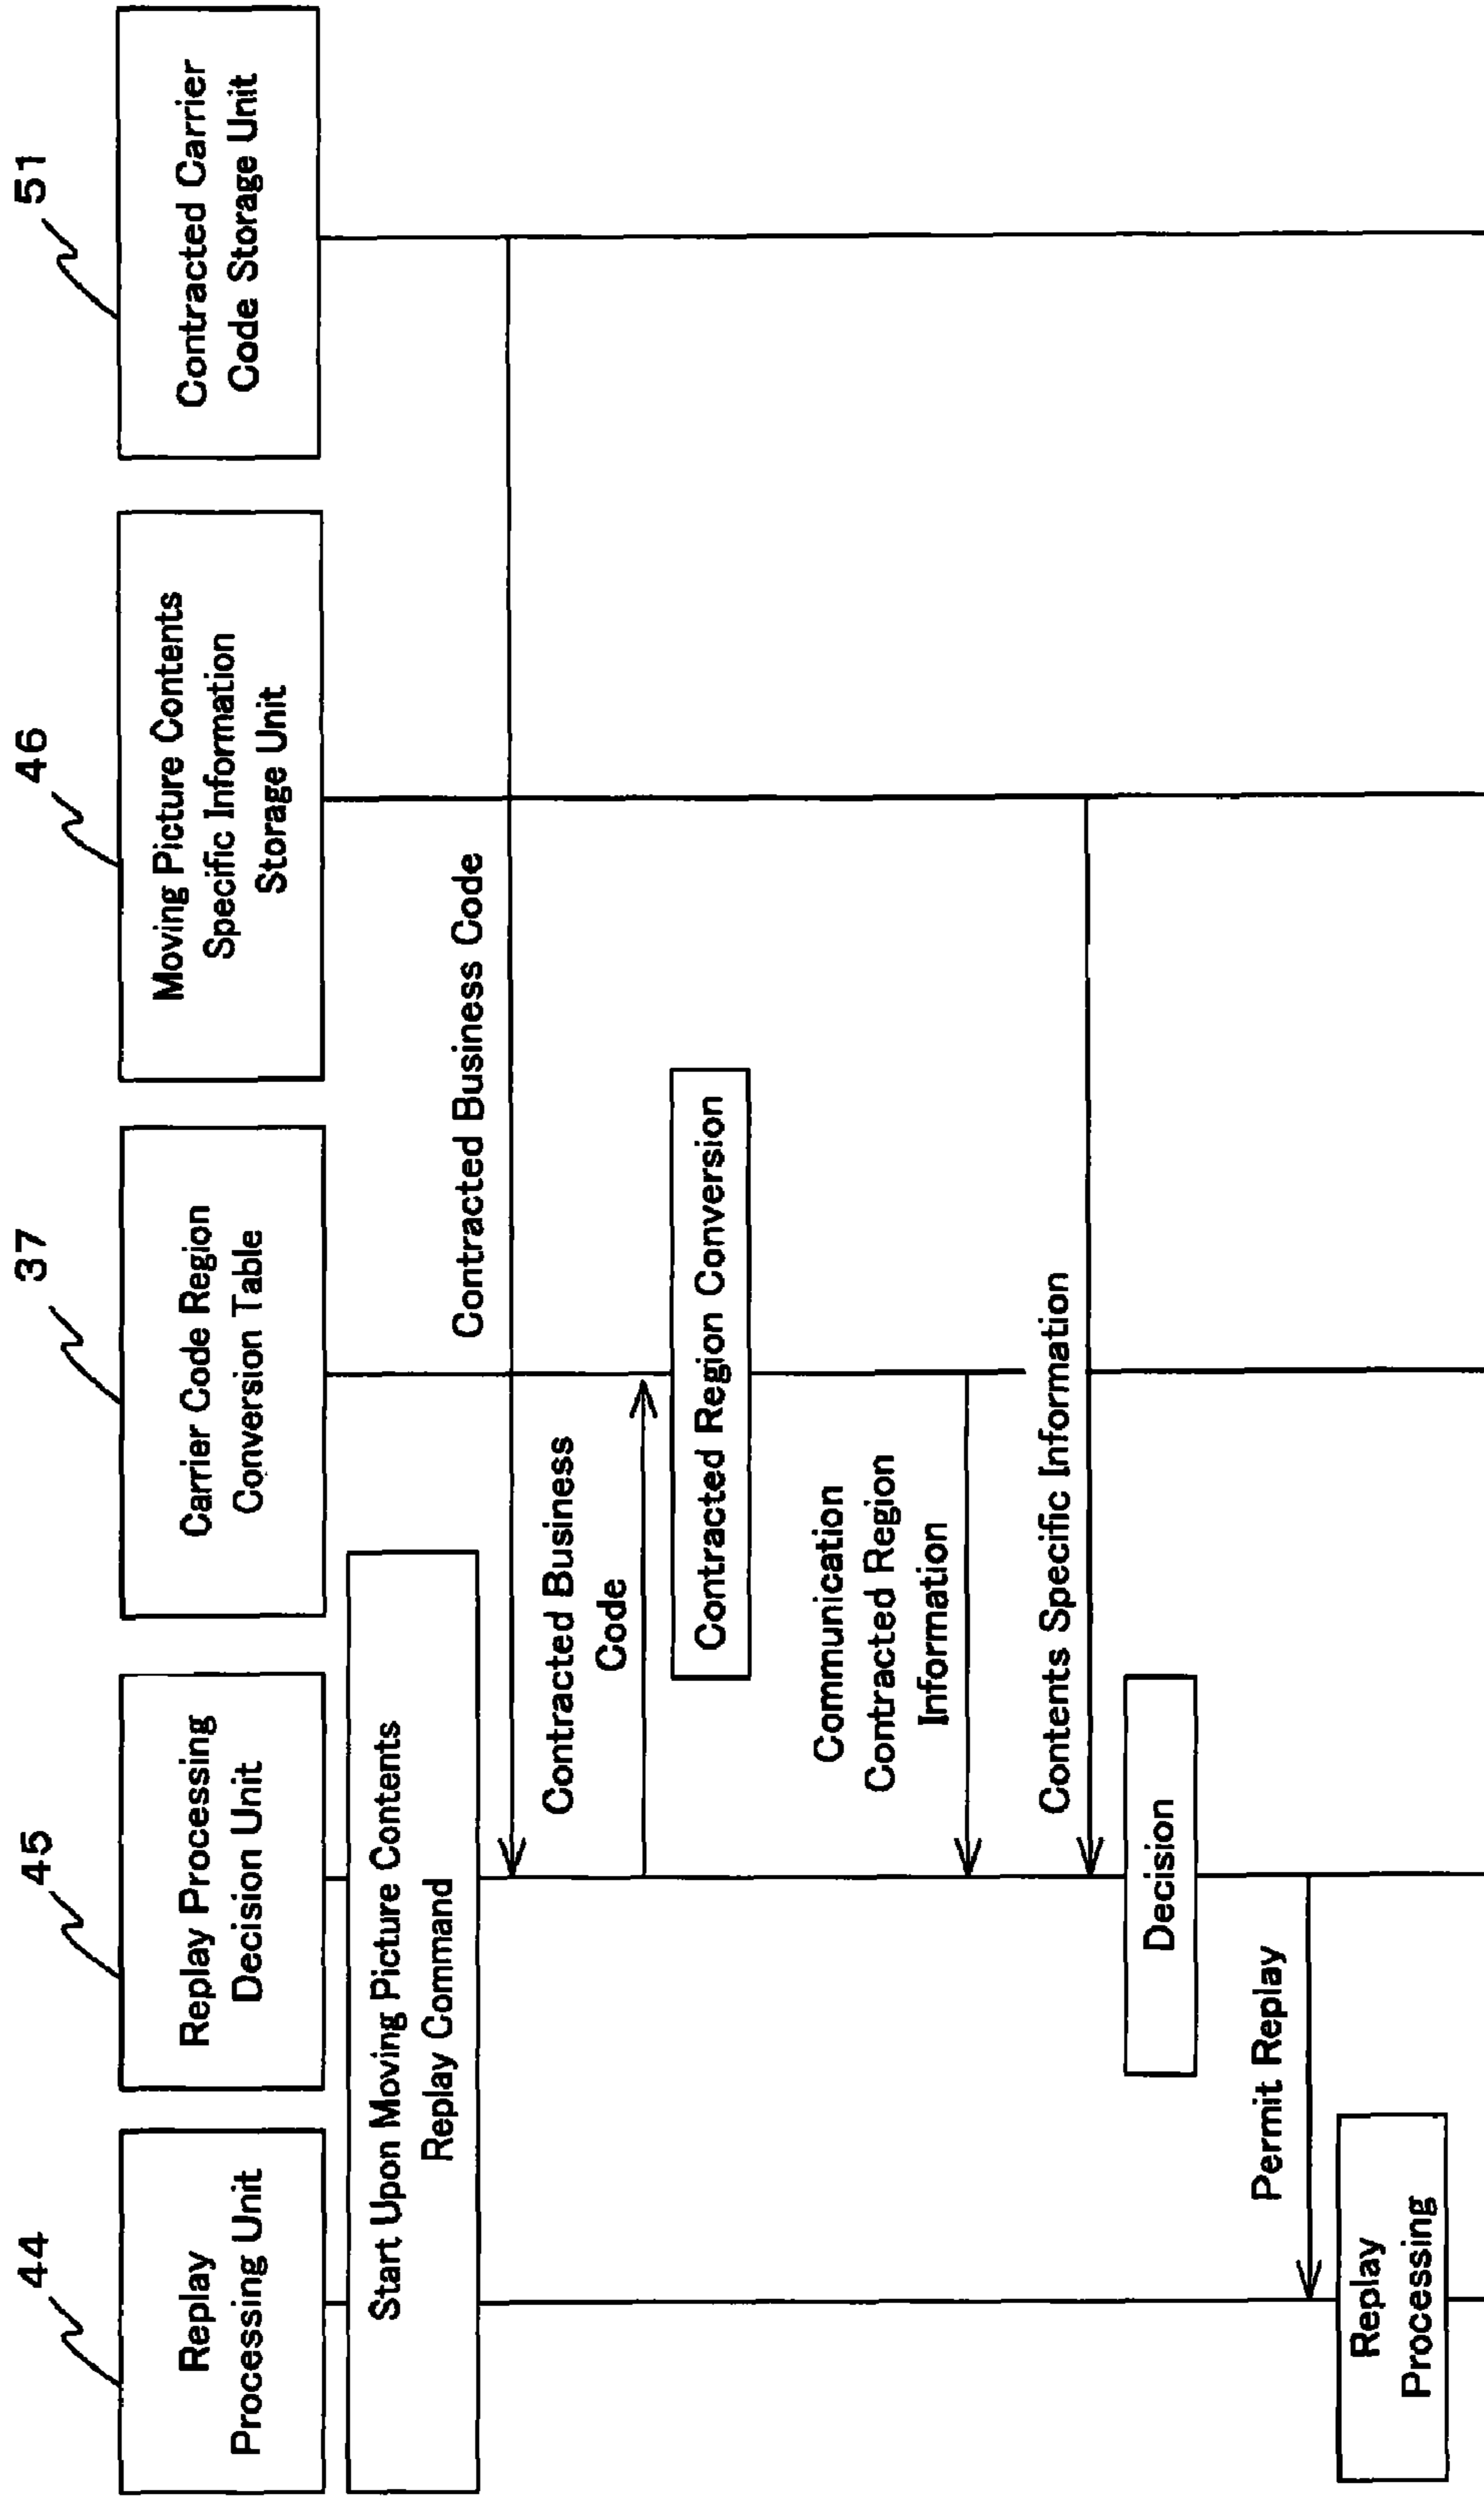 44
Replay
Processing Unit
45
Replay Processing
Decision Unit
37
Carrier Code Region
Conversion Table
46
Moving Picture Contents
Specific Information
Storage Unit
51
Contracted Carrier
Code Storage Unit
Start Upon Moving Picture Contents
Replay Command
Contracted Business Code
Contracted Business
Code
Contracted Region Conversion
Communication
Contracted Region
Information
Contents Specific Information
Decision
Permit Replay
Replay
Processing